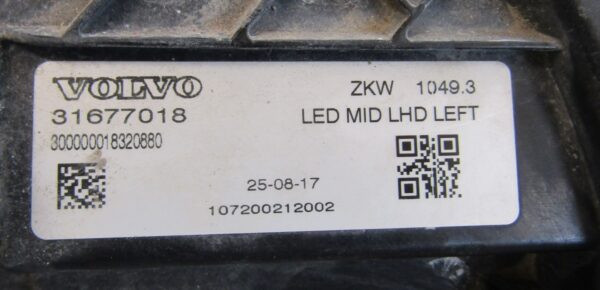 VOLVO
31677018
300000018320880
ZKW 1049.3
LED MID LHD LEFT
25-08-17
107200212002